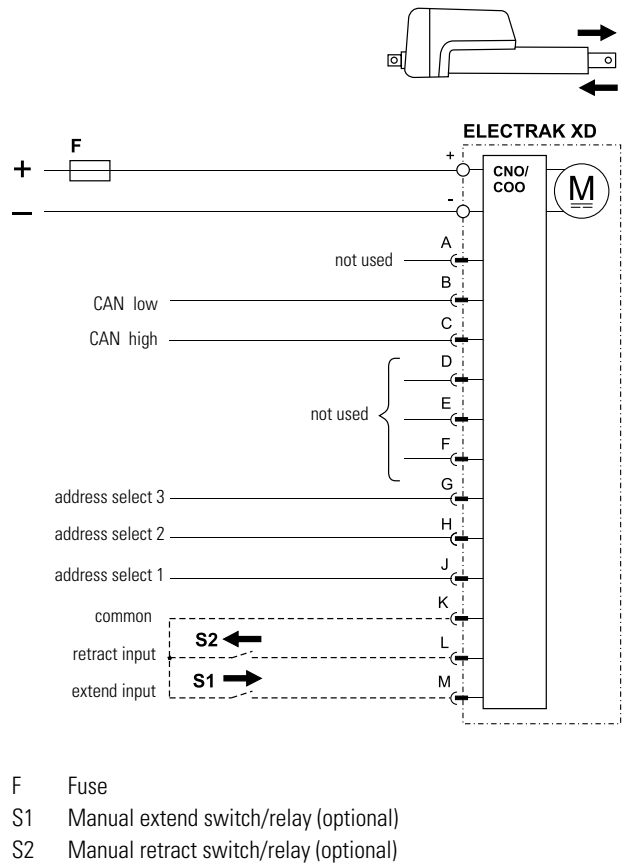 ELECTRAK XD
F
+
+
CNO/
COO
M
–
-
A
not used
B
CAN low
C
CAN high
D
not used
E
F
G
address select 3
H
address select 2
J
address select 1
K
common
S2
L
retract input
S1
M
extend input
F Fuse
S1 Manual extend switch/relay (optional)
S2 Manual retract switch/relay (optional)